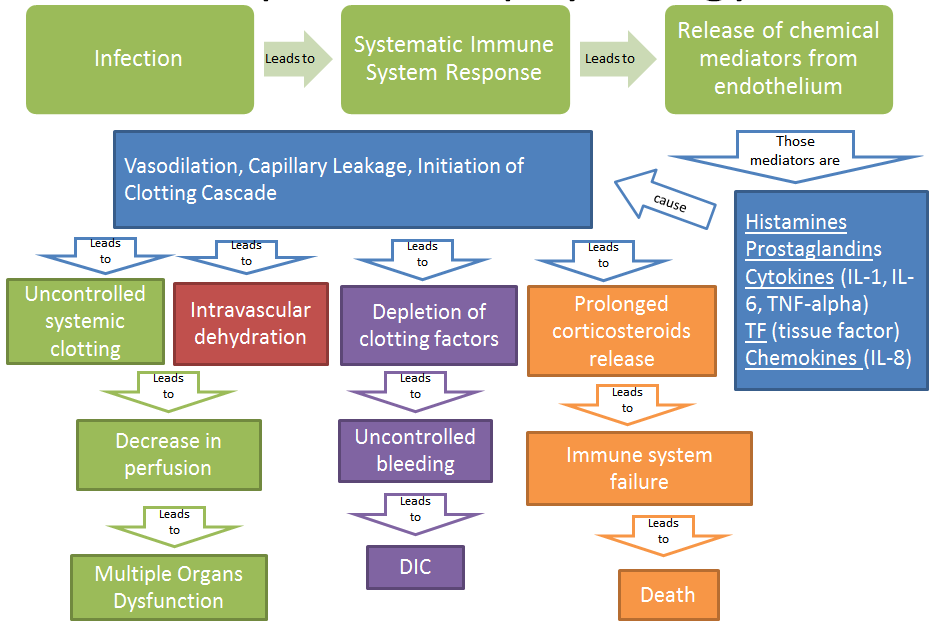 Infection
Leads to
Systematic Immune
System Response
Leads to
Release of chemical
mediators from
endothelium
Those
mediators are
Vasodilation, Capillary Leakage, Initiation of
Clotting Cascade
cause
Histamines
Prostaglandins
Cytokines (IL-1, IL-
6, TNF-alpha)
TF (tissue factor)
Chemokines (IL-8)
Leads
to
Leads
to
Leads
to
Leads
to
Uncontrolled
systemic
clotting
Intravascular
dehydration
Depletion of
clotting factors
Prolonged
corticosteroids
release
Leads
to
Leads
to
Leads
to
Decrease in
perfusion
Uncontrolled
bleeding
Immune system
failure
Leads
to
Leads
to
Leads
to
Multiple Organs
Dysfunction
DIC
Death